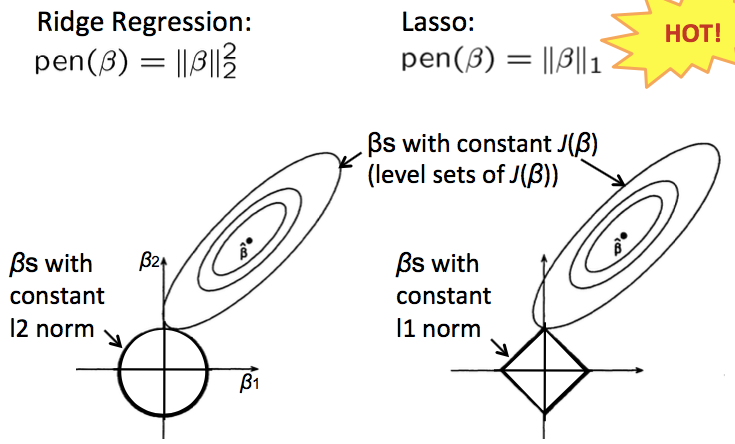 Ridge Regression:
pen(β) = ||β||²₂
Lasso:
pen(β) = ||β||₁
HOT!
βs with constant J(β)
(level sets of J(β))
βs with
constant
l2 norm
β2
β̂
β1
βs with
constant
l1 norm
β̂